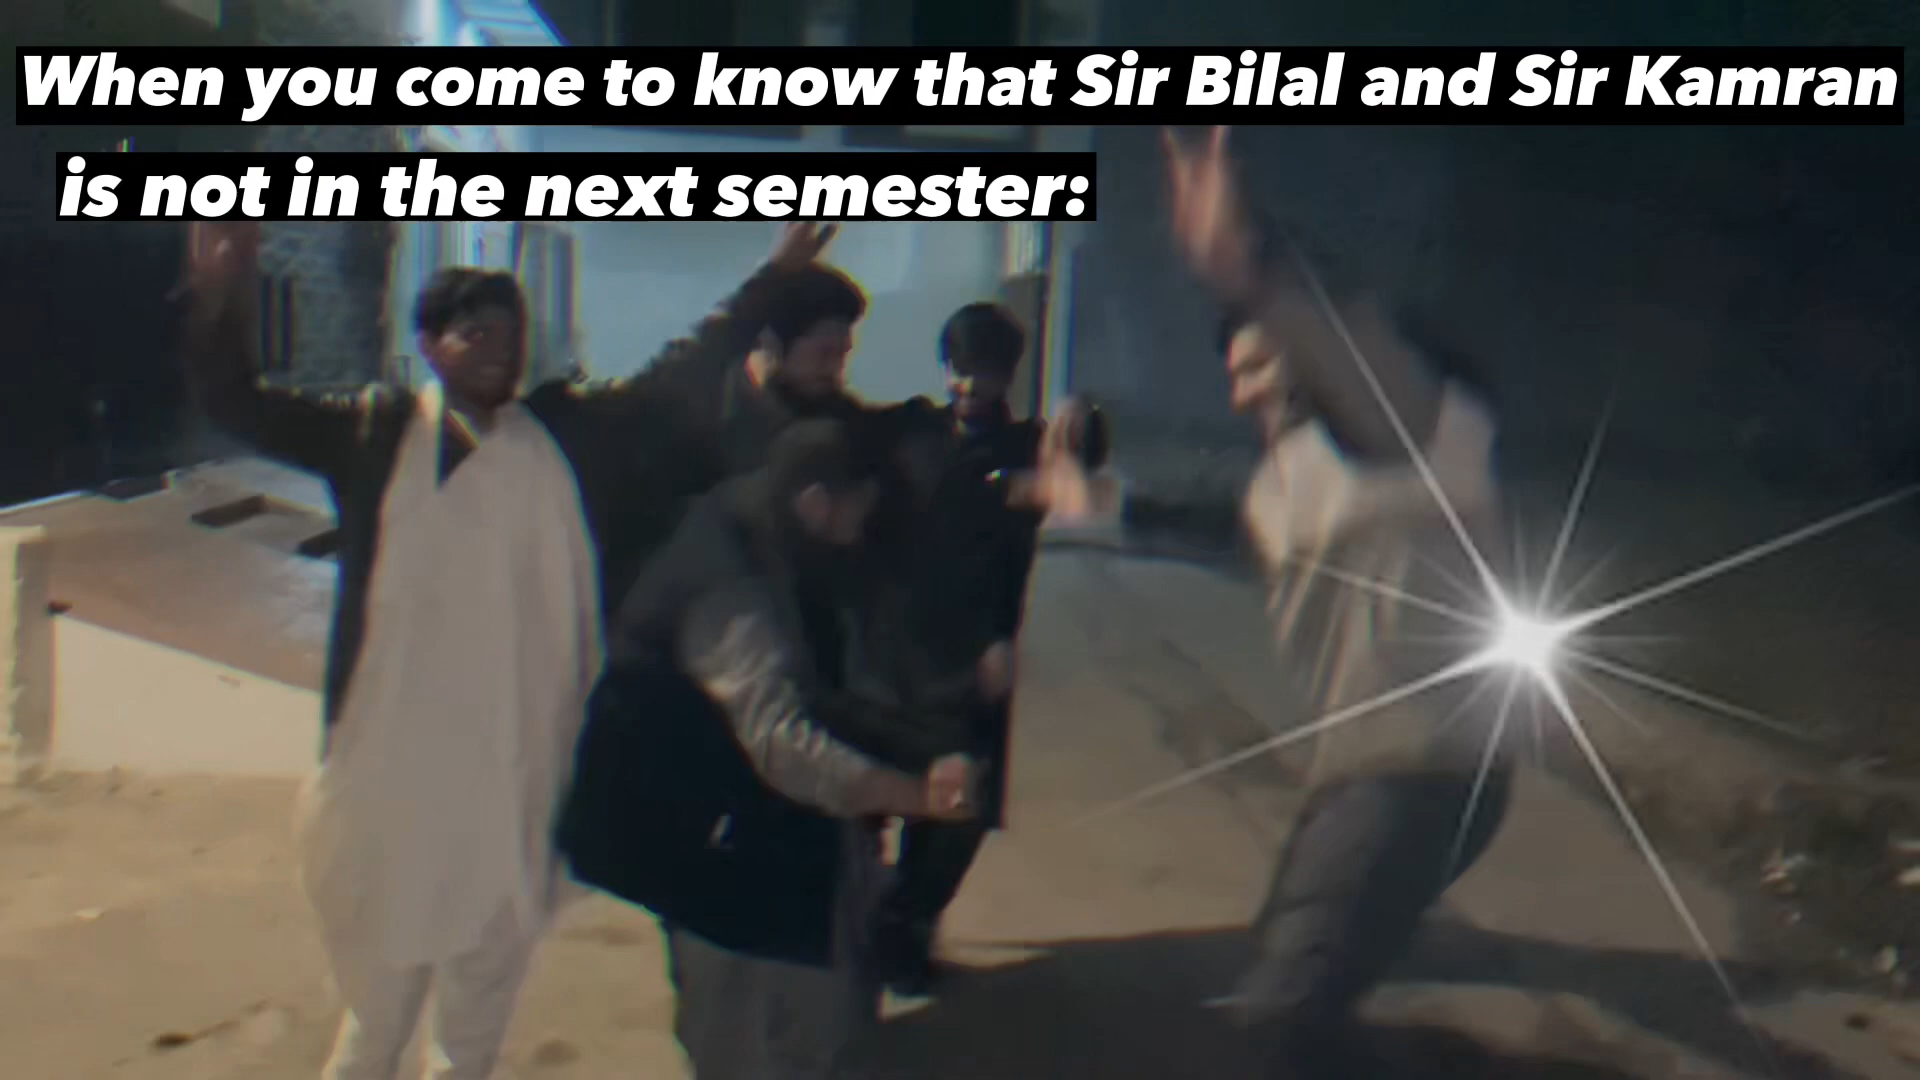 When you come to know that Sir Bilal and Sir Kamran
is not in the next semester: